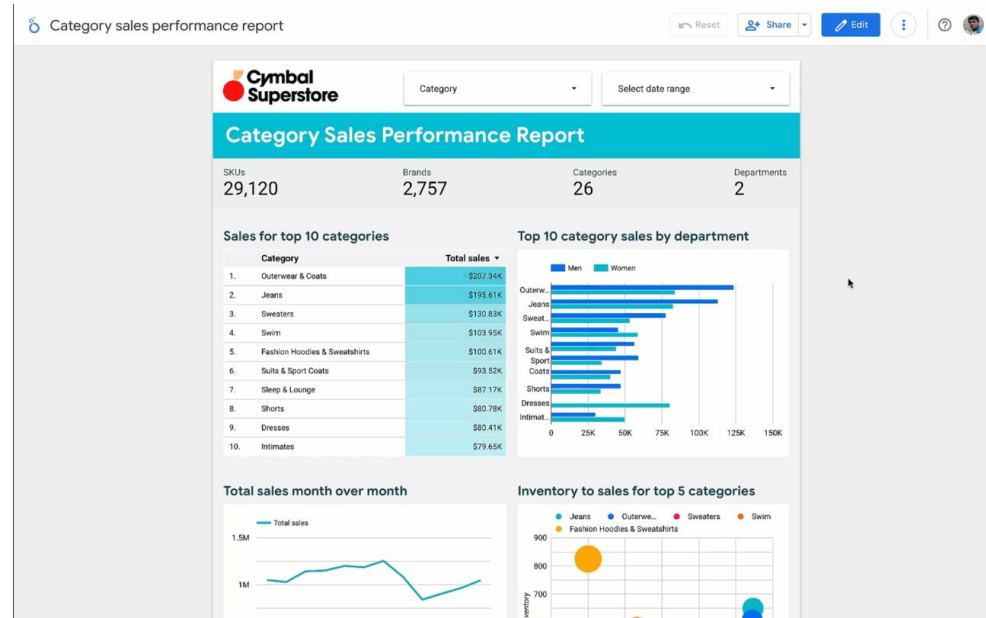 Category sales performance report
Reset
Share
Edit
Cymbal
Superstore
Category
Select date range
Category Sales Performance Report
SKUs
29,120
Brands
2,757
Categories
26
Departments
2
Sales for top 10 categories
Category Total sales
1. Outerwear & Coats $207.34K
2. Jeans $195.61K
3. Sweaters $130.83K
4. Swim $103.95K
5. Fashion Hoodies & Sweatshirts $100.61K
6. Suits & Sport Coats $93.52K
7. Sleep & Lounge $87.17K
8. Shorts $80.78K
9. Dresses $80.41K
10. Intimates $79.65K
Top 10 category sales by department
Men Women
Outerw...
Jeans
Sweat...
Swim
Suits &
Sport
Coats
Shorts
Dresses
Intimat...
0 25K 50K 75K 100K 125K 150K
Total sales month over month
Total sales
1.5M
1M
Inventory to sales for top 5 categories
Jeans Outerwe... Sweaters Swim
Fashion Hoodies & Sweatshirts
900
800
700